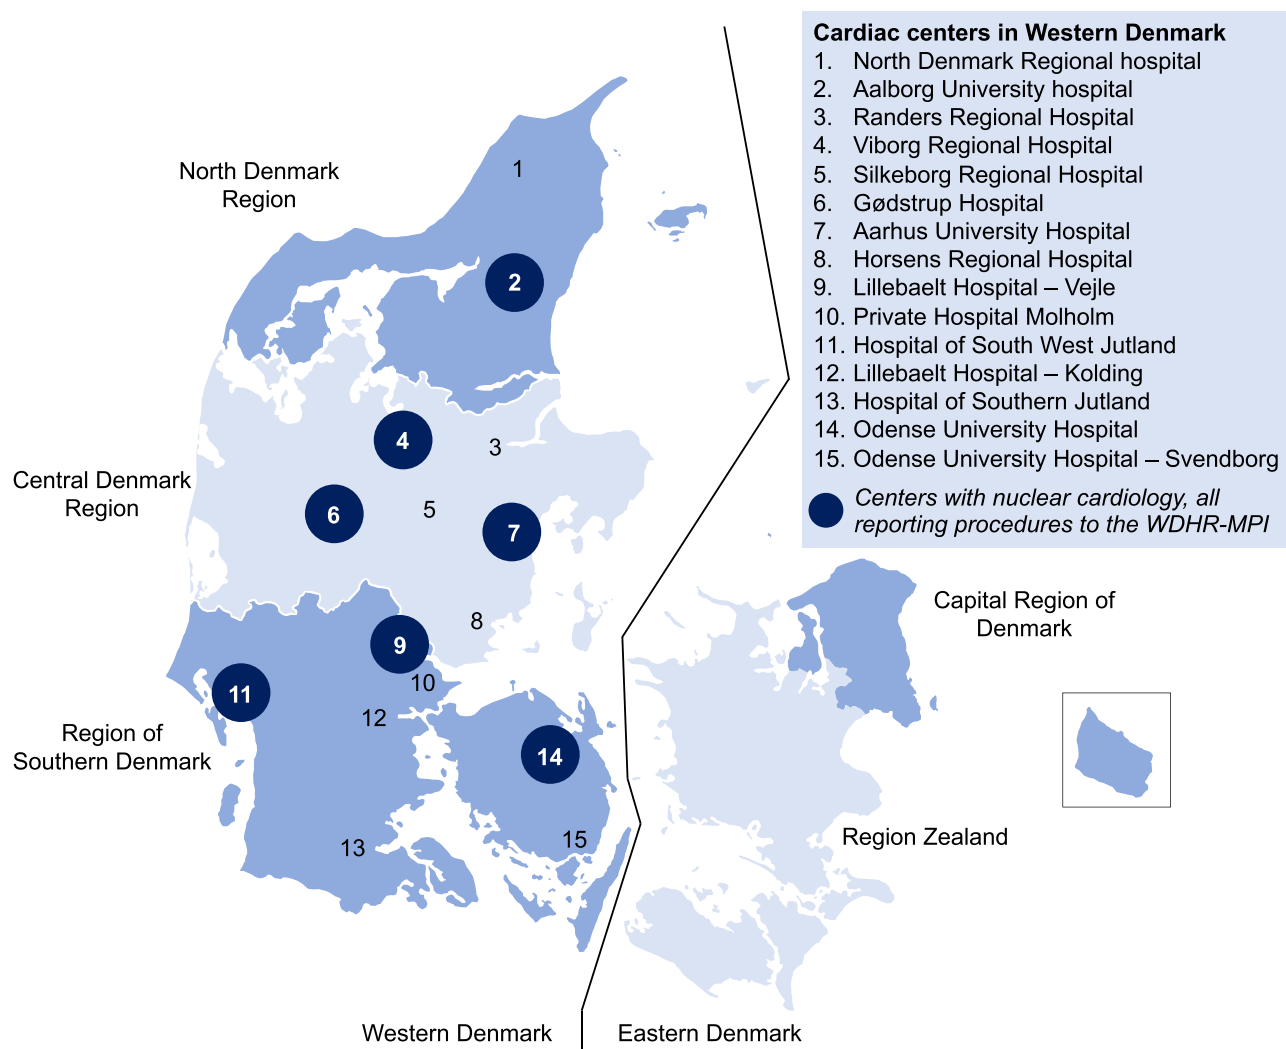 Cardiac centers in Western Denmark
1. North Denmark Regional hospital
2. Aalborg University hospital
3. Randers Regional Hospital
4. Viborg Regional Hospital
5. Silkeborg Regional Hospital
6. Gødstrup Hospital
7. Aarhus University Hospital
8. Horsens Regional Hospital
9. Lillebaelt Hospital – Vejle
10. Private Hospital Molholm
11. Hospital of South West Jutland
12. Lillebaelt Hospital – Kolding
13. Hospital of Southern Jutland
14. Odense University Hospital
15. Odense University Hospital – Svendborg
Centers with nuclear cardiology, all
reporting procedures to the WDHR-MPI
North Denmark
Region
1
2
Central Denmark
Region
4
3
5
6
7
8
9
10
11
12
Region of
Southern Denmark
14
13
15
Capital Region of
Denmark
Region Zealand
Western Denmark
Eastern Denmark